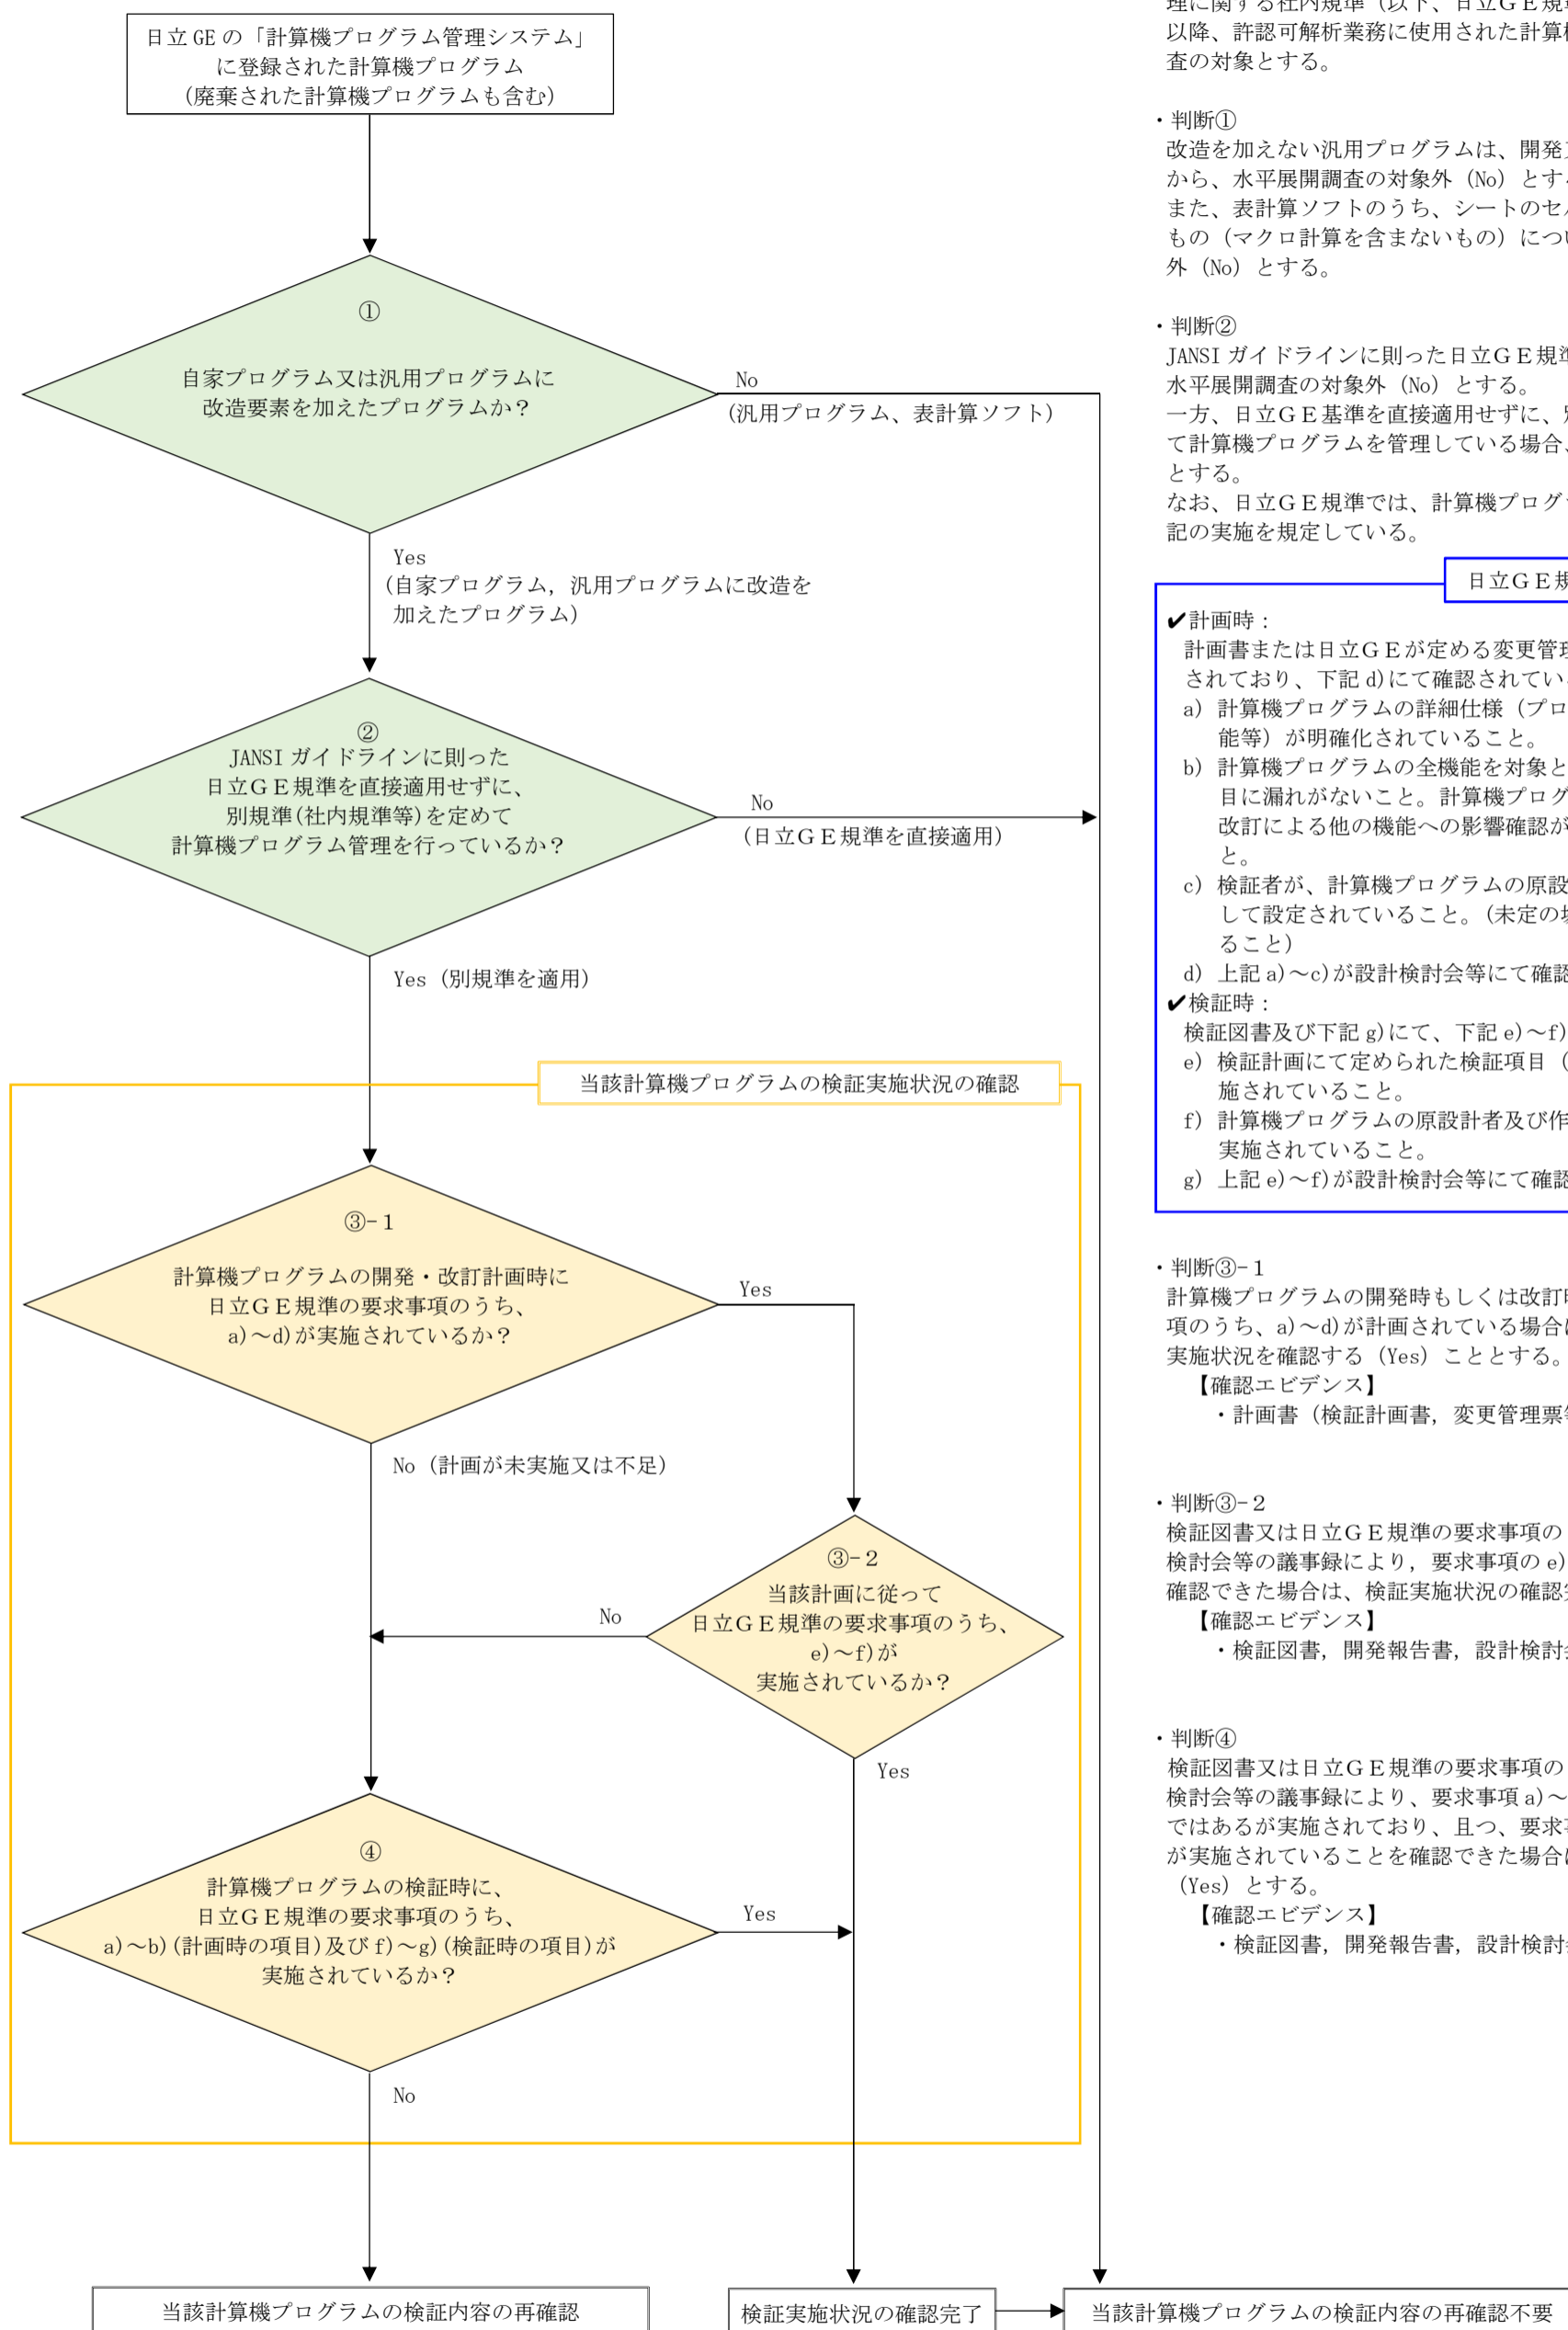 日立 GE の「計算機プログラム管理システム」
に登録された計算機プログラム
(廃棄された計算機プログラムも含む)
①
自家プログラム又は汎用プログラムに
改造要素を加えたプログラムか？
No
(汎用プログラム、表計算ソフト)
Yes
(自家プログラム，汎用プログラムに改造を
加えたプログラム)
②
JANSI ガイドラインに則った
日立ＧＥ規準を直接適用せずに、
別規準(社内規準等)を定めて
計算機プログラム管理を行っているか？
No
(日立ＧＥ規準を直接適用)
Yes (別規準を適用)
当該計算機プログラムの検証実施状況の確認
③-１
計算機プログラムの開発・改訂計画時に
日立ＧＥ規準の要求事項のうち、
a)～d)が実施されているか？
Yes
No (計画が未実施又は不足)
③-２
当該計画に従って
日立ＧＥ規準の要求事項のうち、
e)～f)が
実施されているか？
No
Yes
④
計算機プログラムの検証時に、
日立ＧＥ規準の要求事項のうち、
a)～b)(計画時の項目)及び f)～g)(検証時の項目)が
実施されているか？
Yes
No
当該計算機プログラムの検証内容の再確認
検証実施状況の確認完了
当該計算機プログラムの検証内容の再確認不要
理に関する社内規準（以下、日立ＧＥ規
以降、許認可解析業務に使用された計算
査の対象とする。
・判断①
改造を加えない汎用プログラムは、開発
から、水平展開調査の対象外（No）とす
また、表計算ソフトのうち、シートのセ
もの（マクロ計算を含まないもの）につ
外（No）とする。
・判断②
JANSI ガイドラインに則った日立ＧＥ規
水平展開調査の対象外（No）とする。
一方、日立ＧＥ基準を直接適用せずに、
て計算機プログラムを管理している場合、
とする。
なお、日立ＧＥ規準では、計算機プログ
記の実施を規定している。
日立ＧＥ規
✔計画時：
計画書または日立ＧＥが定める変更管
されており、下記 d)にて確認されてい
a) 計算機プログラムの詳細仕様（プロ
能等）が明確化されていること。
b) 計算機プログラムの全機能を対象と
目に漏れがないこと。計算機プログ
改訂による他の機能への影響確認が
と。
c) 検証者が、計算機プログラムの原設
して設定されていること。(未定の
ること)
d) 上記 a)～c)が設計検討会等にて確
✔検証時：
検証図書及び下記 g)にて、下記 e)～f)
e) 検証計画にて定められた検証項目（
施されていること。
f) 計算機プログラムの原設計者及び作
実施されていること。
g) 上記 e)～f)が設計検討会等にて確
・判断③-１
計算機プログラムの開発時もしくは改訂
項のうち、a)～d)が計画されている場合
実施状況を確認する（Yes）こととする。
【確認エビデンス】
・計画書（検証計画書，変更管理票
・判断③-２
検証図書又は日立ＧＥ規準の要求事項の
検討会等の議事録により，要求事項の e)
確認できた場合は、検証実施状況の確認
【確認エビデンス】
・検証図書，開発報告書，設計検討
・判断④
検証図書又は日立ＧＥ規準の要求事項の
検討会等の議事録により、要求事項 a)～
ではあるが実施されており、且つ、要求
が実施されていることを確認できた場合
（Yes）とする。
【確認エビデンス】
・検証図書，開発報告書，設計検討